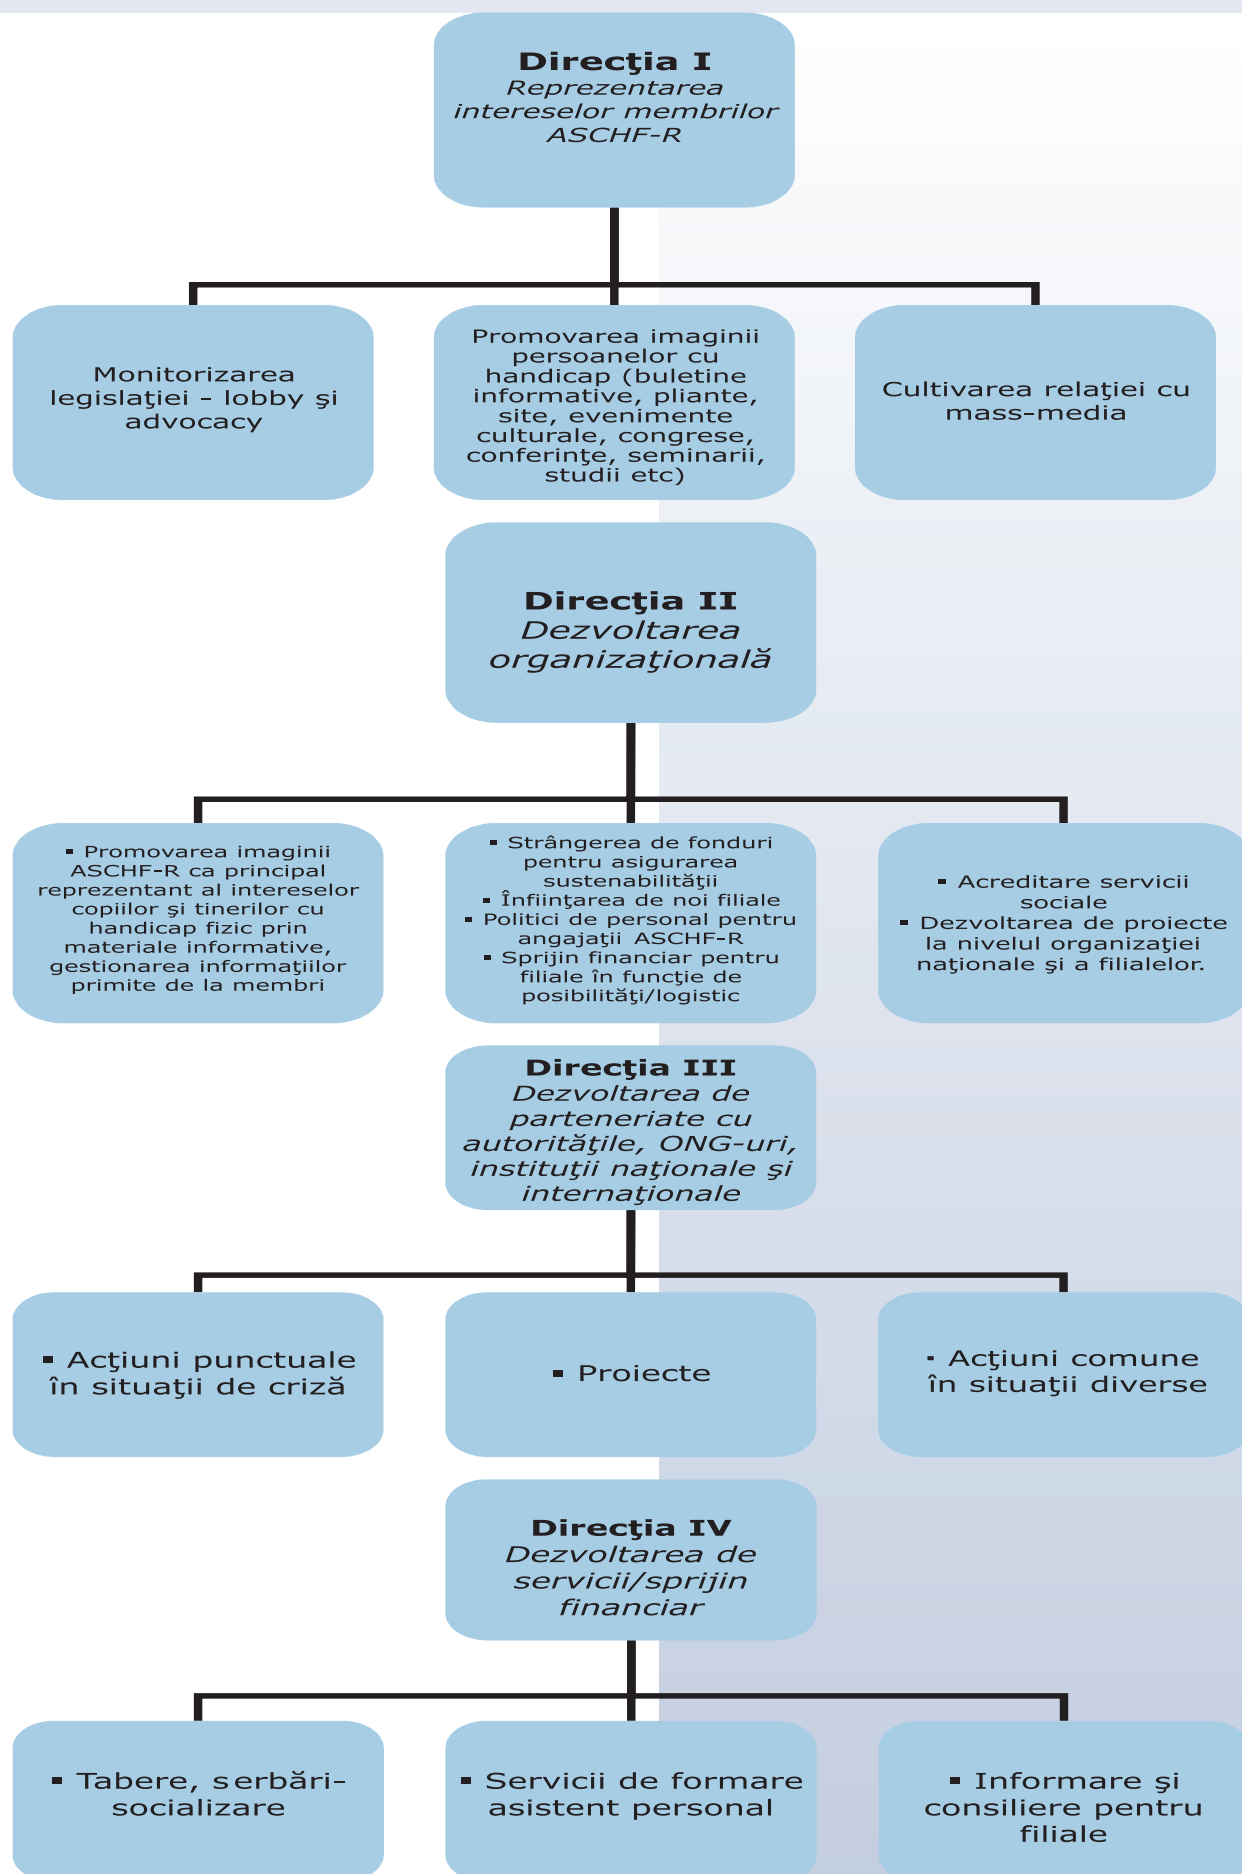 Direcţia I
Reprezentarea
intereselor membrilor
ASCHF-R
Monitorizarea
legislaţiei - lobby şi
advocacy
Promovarea imaginii
persoanelor cu
handicap (buletine
informative, pliante,
site, evenimente
culturale, congrese,
conferinţe, seminarii,
studii etc)
Cultivarea relaţiei cu
mass-media
Direcţia II
Dezvoltarea
organizaţională
▪ Promovarea imaginii
ASCHF-R ca principal
reprezentant al intereselor
copiilor şi tinerilor cu
handicap fizic prin
materiale informative,
gestionarea informaţiilor
primite de la membri
▪ Strângerea de fonduri
pentru asigurarea
sustenabilităţii
▪ Înfiinţarea de noi filiale
▪ Politici de personal pentru
angajaţii ASCHF-R
▪ Sprijin financiar pentru
filiale în funcţie de
posibilităţi/logistic
▪ Acreditare servicii
sociale
▪ Dezvoltarea de proiecte
la nivelul organizaţiei
naţionale şi a filialelor.
Direcţia III
Dezvoltarea de
parteneriate cu
autorităţile, ONG-uri,
instituţii naţionale şi
internaţionale
▪ Acţiuni punctuale
în situaţii de criză
▪ Proiecte
▪ Acţiuni comune
în situaţii diverse
Direcţia IV
Dezvoltarea de
servicii/sprijin
financiar
▪ Tabere, serbări-
socializare
▪ Servicii de formare
asistent personal
▪ Informare şi
consiliere pentru
filiale